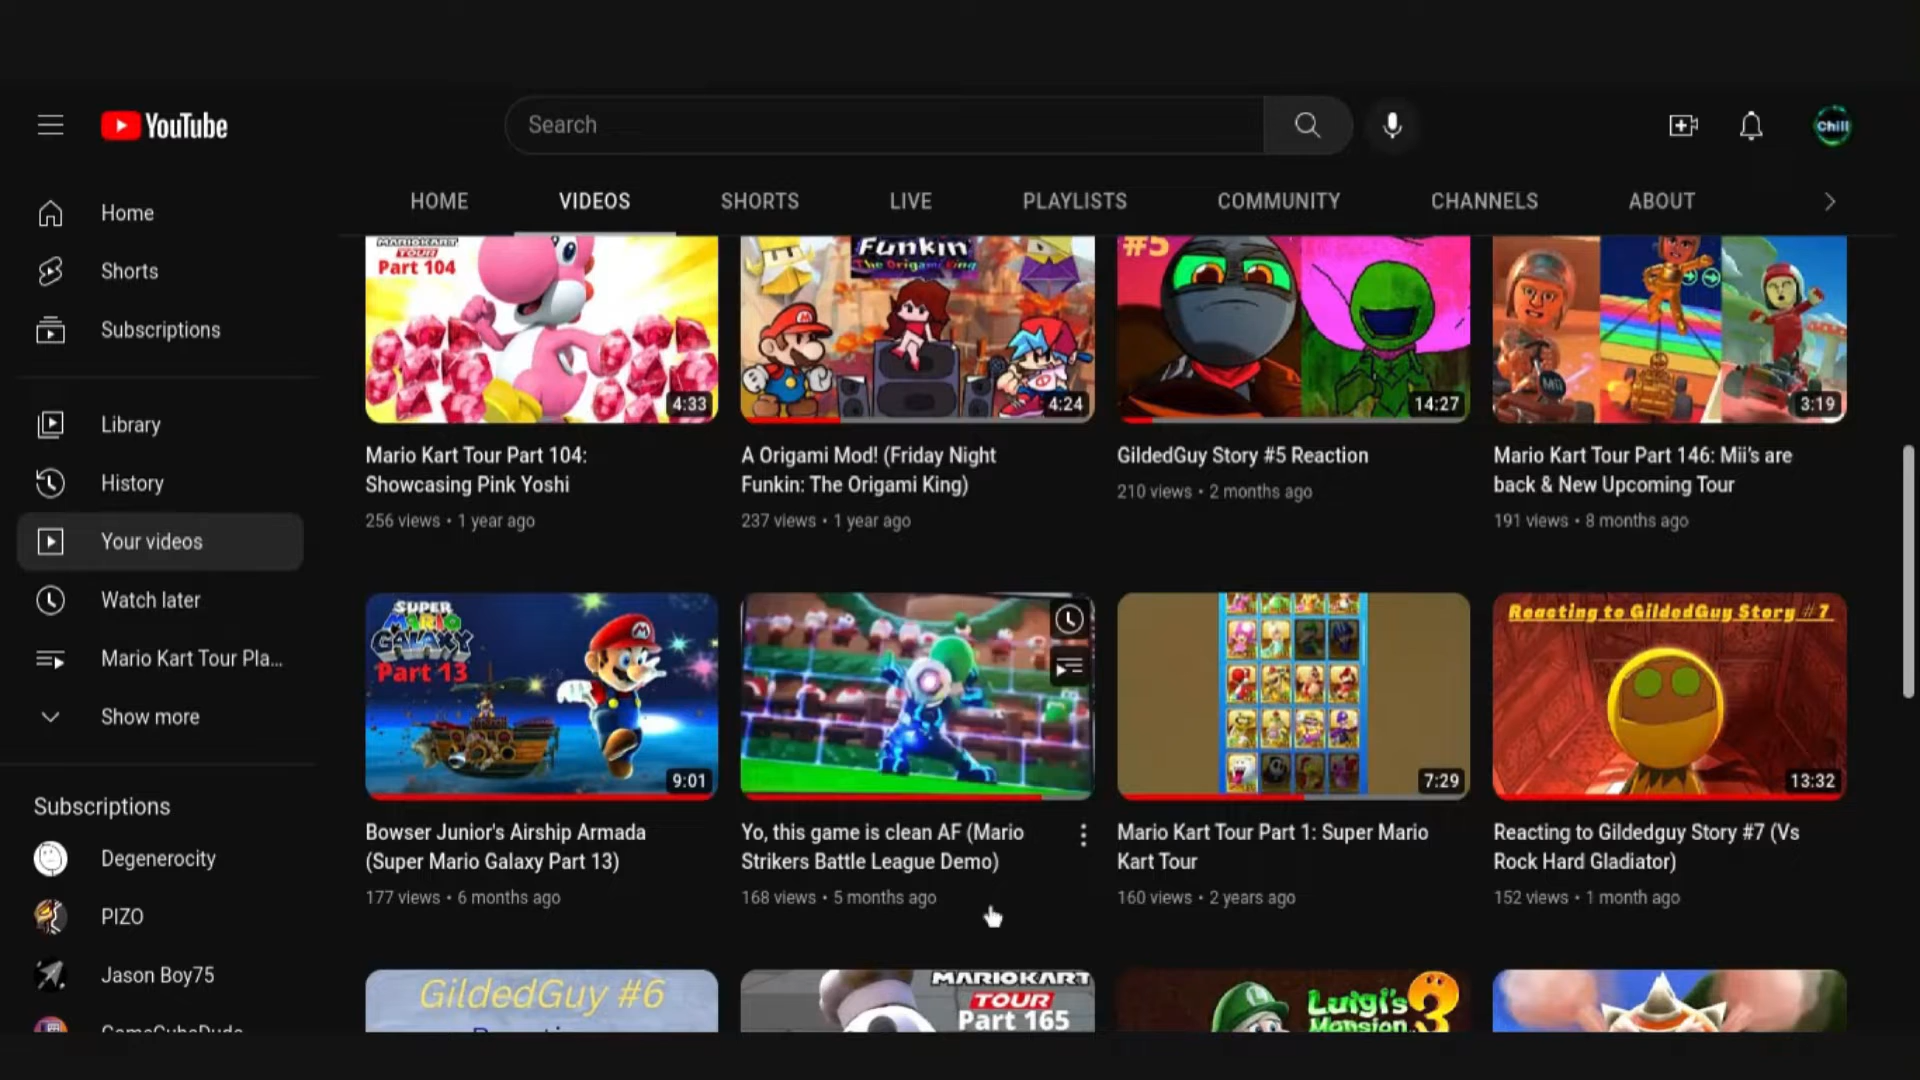 YouTube
Search
Chill
HOME
VIDEOS
SHORTS
LIVE
PLAYLISTS
COMMUNITY
CHANNELS
ABOUT
Home
Shorts
Subscriptions
Library
History
Your videos
Watch later
Mario Kart Tour Pla...
Show more
Subscriptions
Degenerocity
PIZO
Jason Boy75
GameCubeDude
MARIOKART
TOUR
Part 104
4:33
Funkin'
The Origami King
4:24
#5
14:27
Mii
3:19
Mario Kart Tour Part 104:
Showcasing Pink Yoshi
256 views • 1 year ago
A Origami Mod! (Friday Night
Funkin: The Origami King)
237 views • 1 year ago
GildedGuy Story #5 Reaction
210 views • 2 months ago
Mario Kart Tour Part 146: Mii's are
back & New Upcoming Tour
191 views • 8 months ago
SUPER
MARIO
GALAXY
Part 13
9:01
7:29
Reacting to GildedGuy Story #7
13:32
Bowser Junior's Airship Armada
(Super Mario Galaxy Part 13)
177 views • 6 months ago
Yo, this game is clean AF (Mario
Strikers Battle League Demo)
168 views • 5 months ago
Mario Kart Tour Part 1: Super Mario
Kart Tour
160 views • 2 years ago
Reacting to Gildedguy Story #7 (Vs
Rock Hard Gladiator)
152 views • 1 month ago
GildedGuy #6
MARIOKART
TOUR
Part 165
Luigi's
Mansion 3